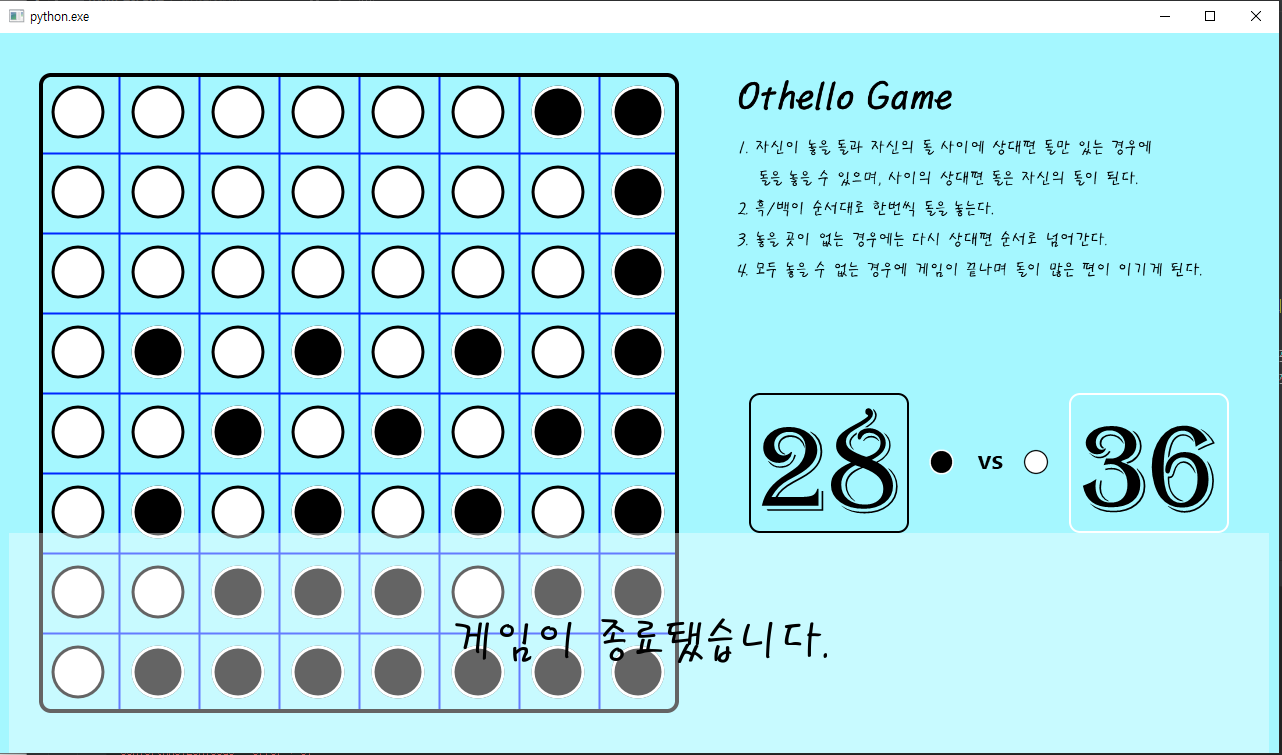 python.exe
Othello Game
1. 자신이 놓을 돌과 자신의 돌 사이에 상대편 돌만 있는 경우에
돌을 놓을 수 있으며, 사이의 상대편 돌은 자신의 돌이 된다.
2. 흑/백이 순서대로 한번씩 돌을 놓는다.
3. 놓을 곳이 없는 경우에는 다시 상대편 순서로 넘어간다.
4. 모두 놓을 수 없는 경우에 게임이 끝나며 돌이 많은 편이 이기게 된다.
28 VS 36
게임이 종료됐습니다.